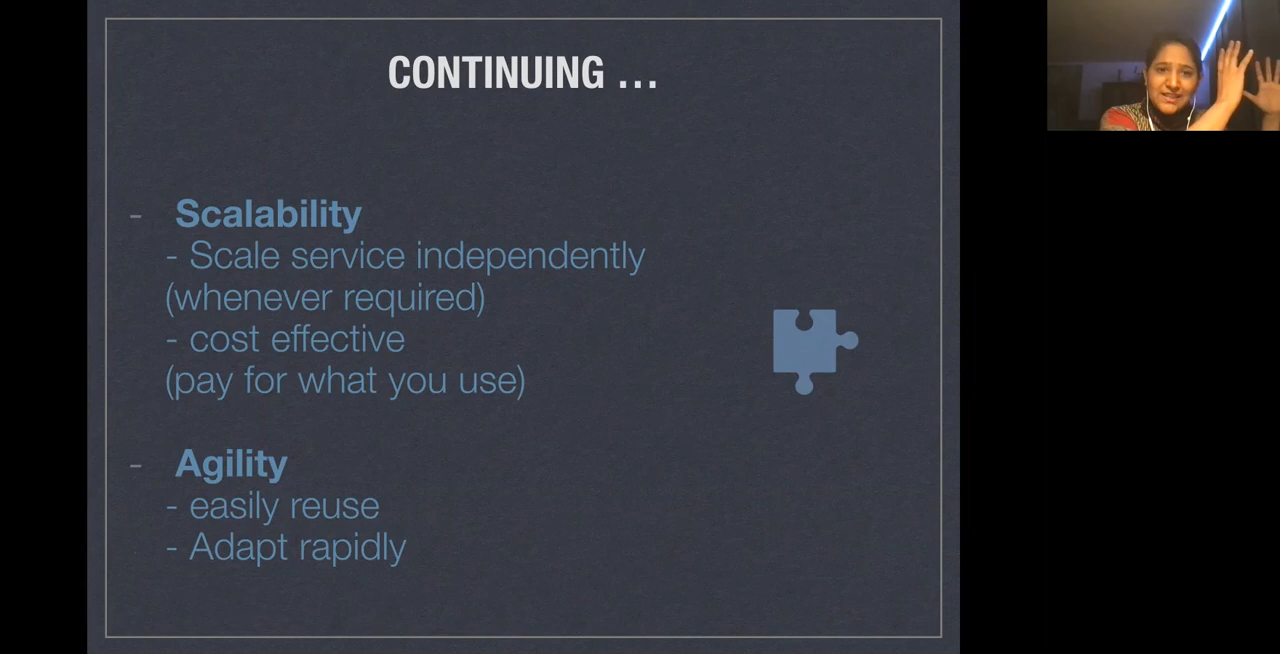 CONTINUING ...
- Scalability
- Scale service independently
(whenever required)
- cost effective
(pay for what you use)
- Agility
- easily reuse
- Adapt rapidly